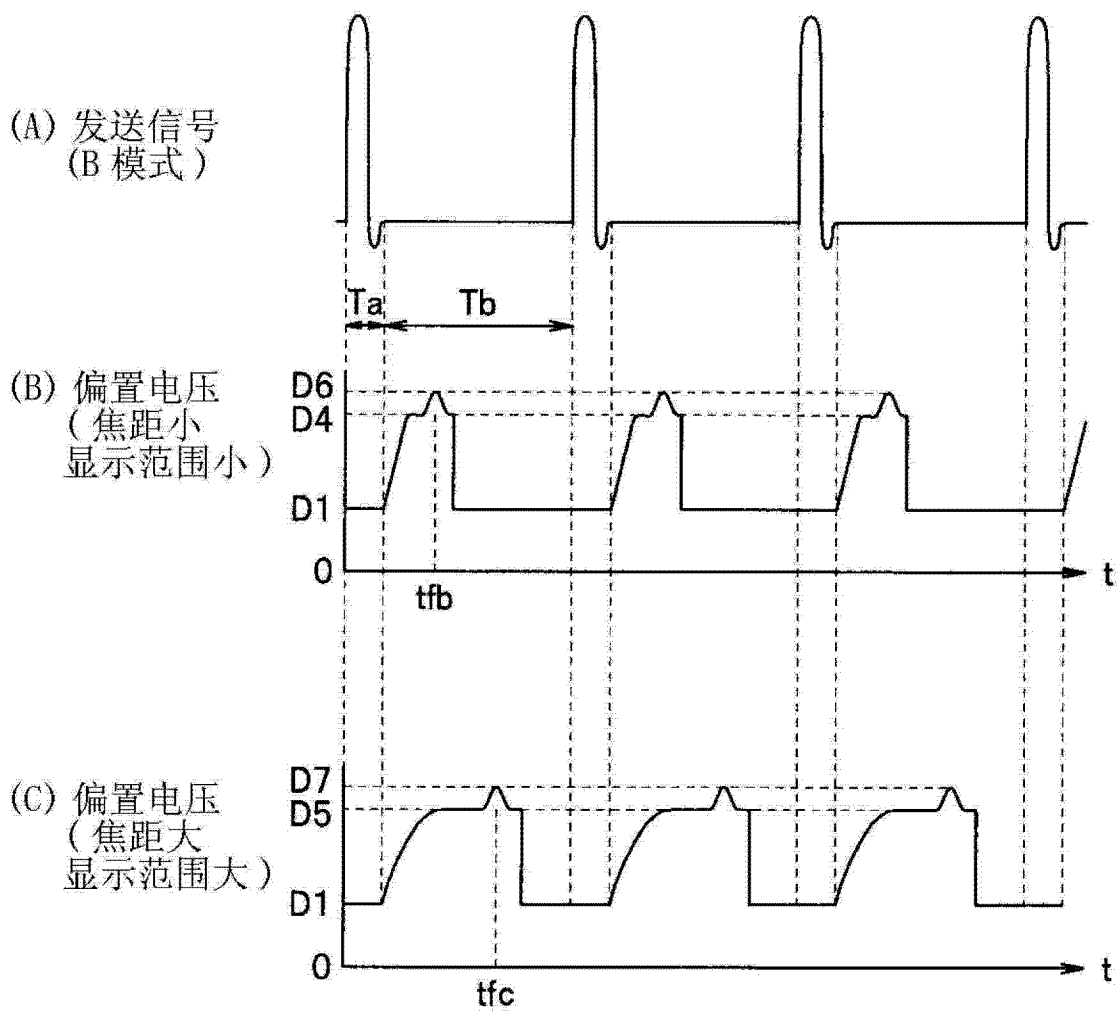 (A) 发送信号
(B 模式)
Ta
Tb
(B) 偏置电压
(焦距小
显示范围小)
D6
D4
D1
0
t
tfb
(C) 偏置电压
(焦距大
显示范围大)
D7
D5
D1
0
t
tfc